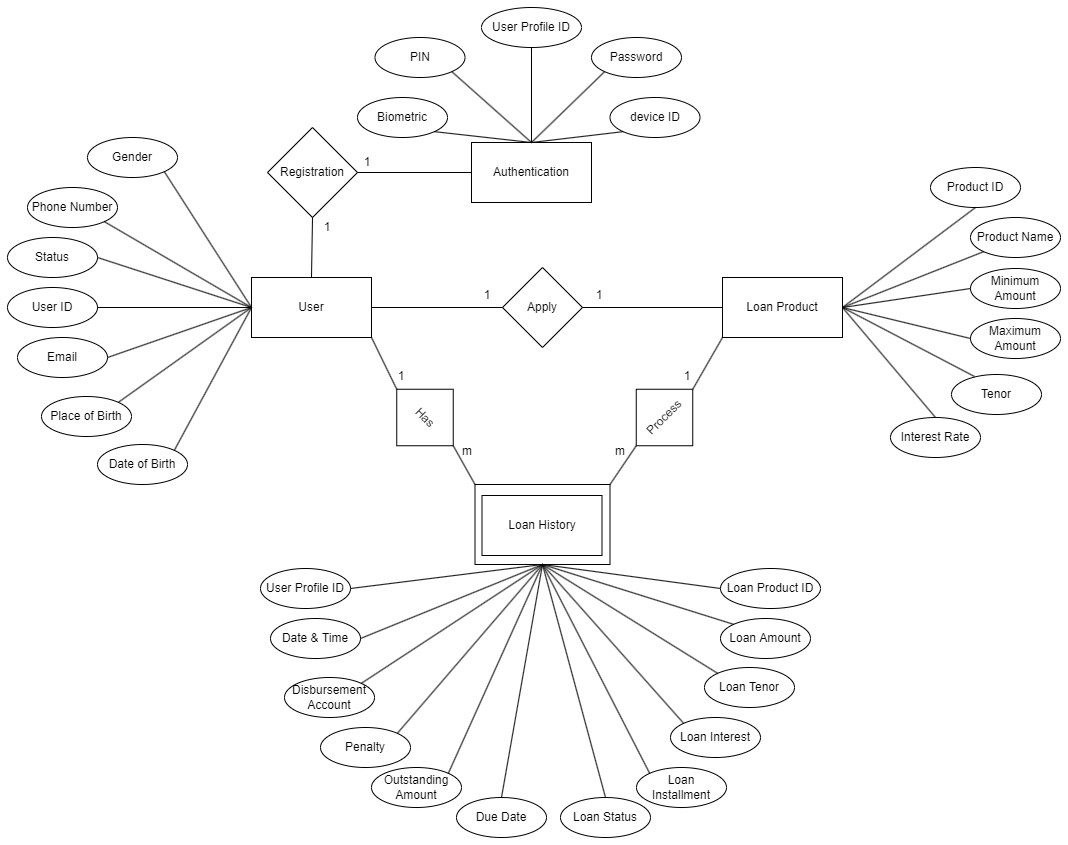 User Profile ID
PIN
Password
Biometric
device ID
Gender
Registration
1
Authentication
Product ID
Phone Number
1
Product Name
Status
User ID
User
1
Apply
1
Loan Product
Minimum
Amount
Maximum
Amount
Email
1
Has
1
Process
Tenor
Place of Birth
Interest Rate
m
m
Date of Birth
Loan History
User Profile ID
Loan Product ID
Date & Time
Loan Amount
Disbursement
Account
Loan Tenor
Penalty
Loan Interest
Outstanding
Amount
Loan
Installment
Due Date
Loan Status